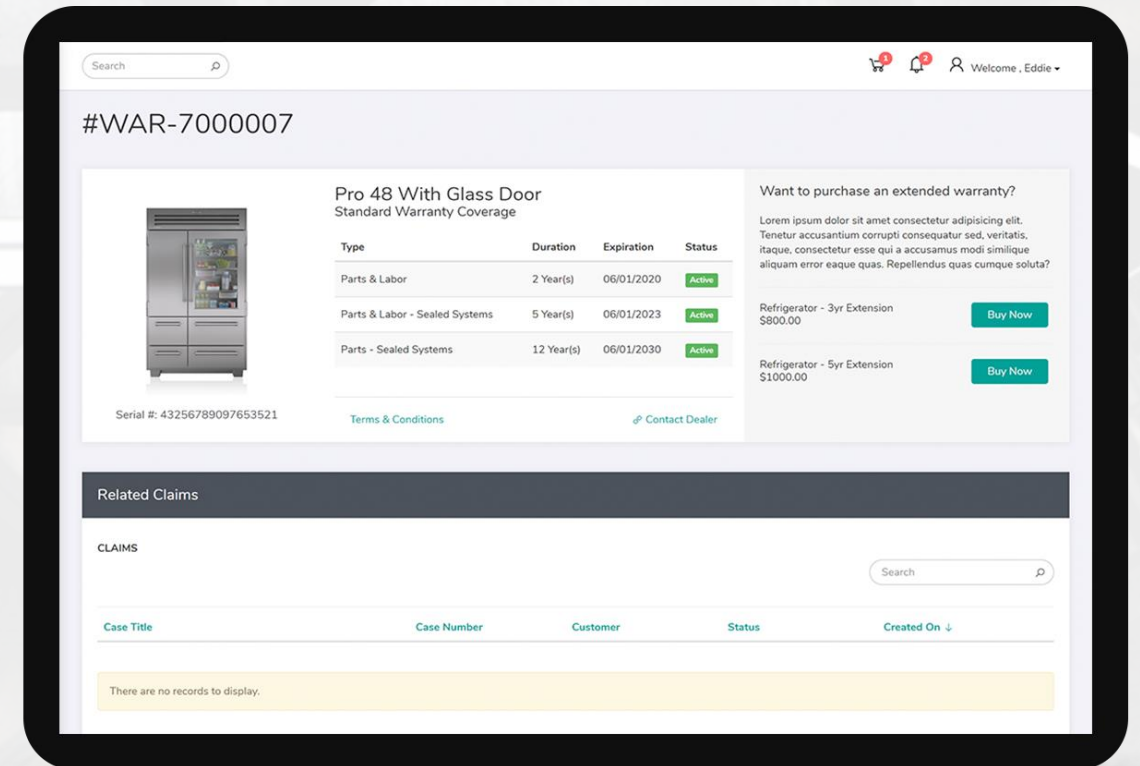 Search
1
2
Welcome , Eddie
#WAR-7000007
Pro 48 With Glass Door
Standard Warranty Coverage
Type Duration Expiration Status
Parts & Labor 2 Year(s) 06/01/2020 Active
Parts & Labor - Sealed Systems 5 Year(s) 06/01/2023 Active
Parts - Sealed Systems 12 Year(s) 06/01/2030 Active
Serial #: 43256789097653521
Terms & Conditions
Contact Dealer
Want to purchase an extended warranty?
Lorem ipsum dolor sit amet consectetur adipisicing elit.
Tenetur accusantium corrupti consequatur sed, veritatis,
itaque, consectetur esse qui a accusamus modi similique
aliquam error eaque quas. Repellendus quas cumque soluta?
Refrigerator - 3yr Extension
$800.00
Buy Now
Refrigerator - 5yr Extension
$1000.00
Buy Now
Related Claims
CLAIMS
Search
Case Title Case Number Customer Status Created On ↓
There are no records to display.